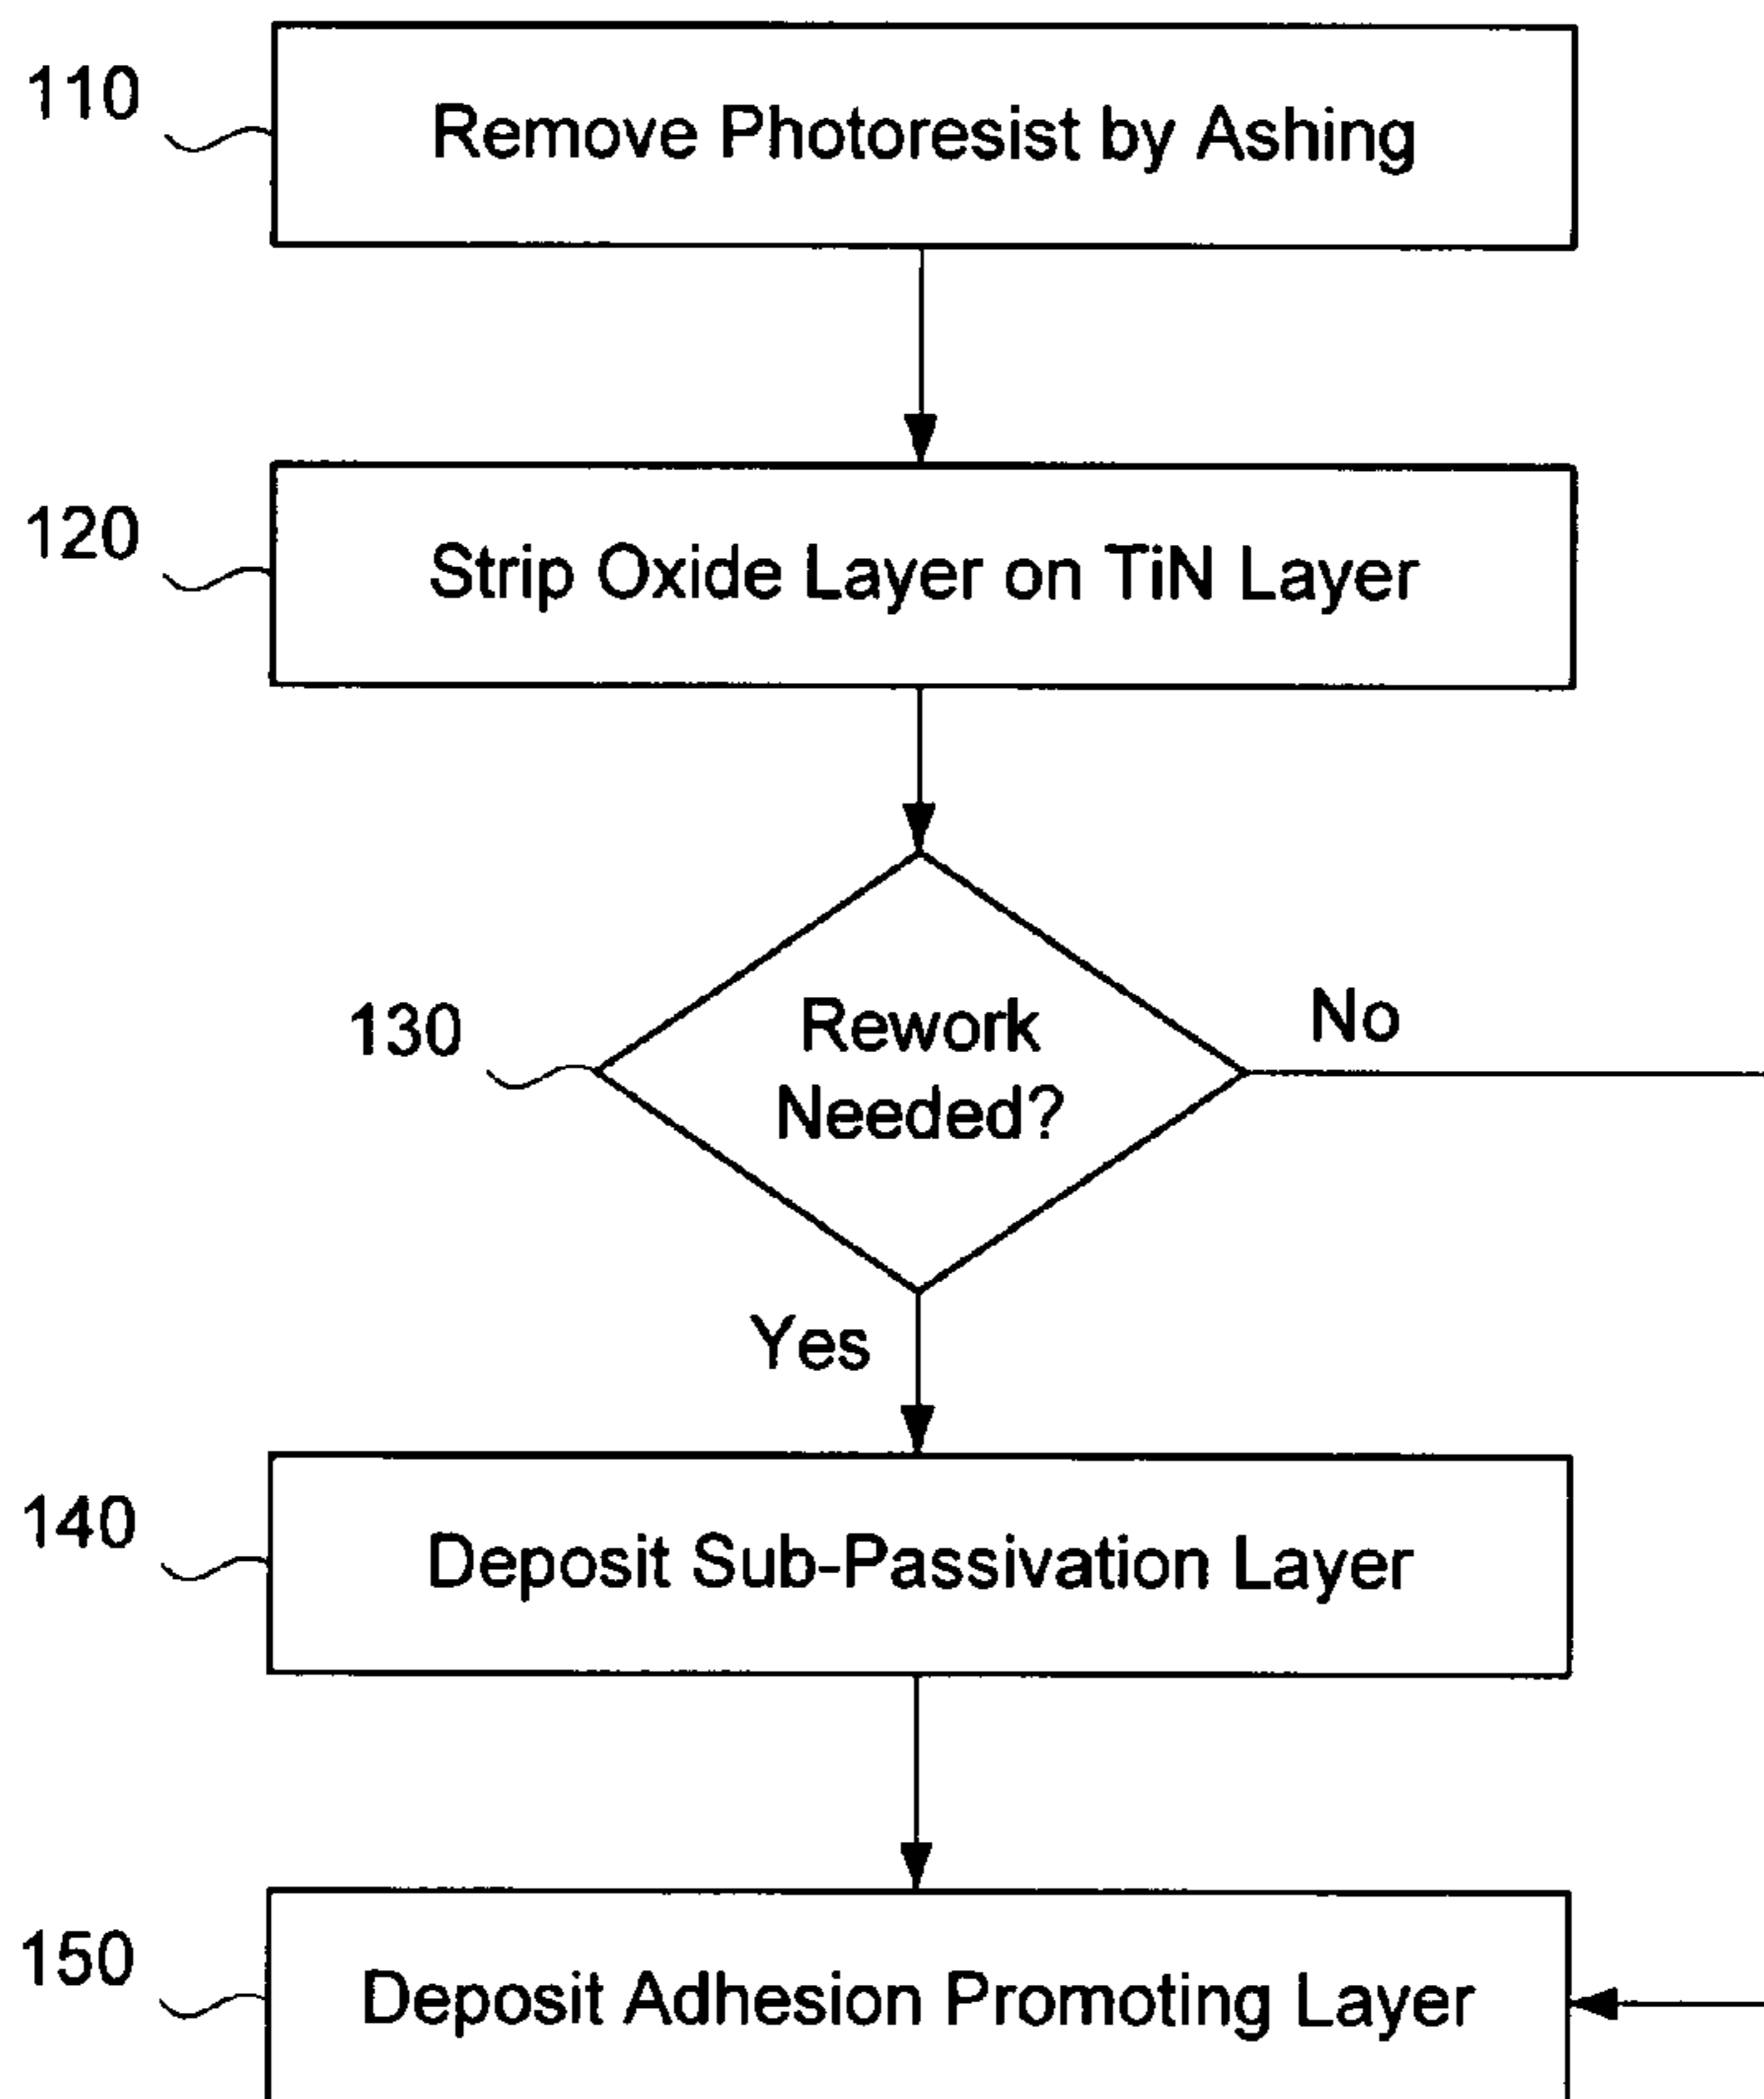 110
Remove Photoresist by Ashing
120
Strip Oxide Layer on TiN Layer
130
Rework
Needed?
No
Yes
140
Deposit Sub-Passivation Layer
150
Deposit Adhesion Promoting Layer